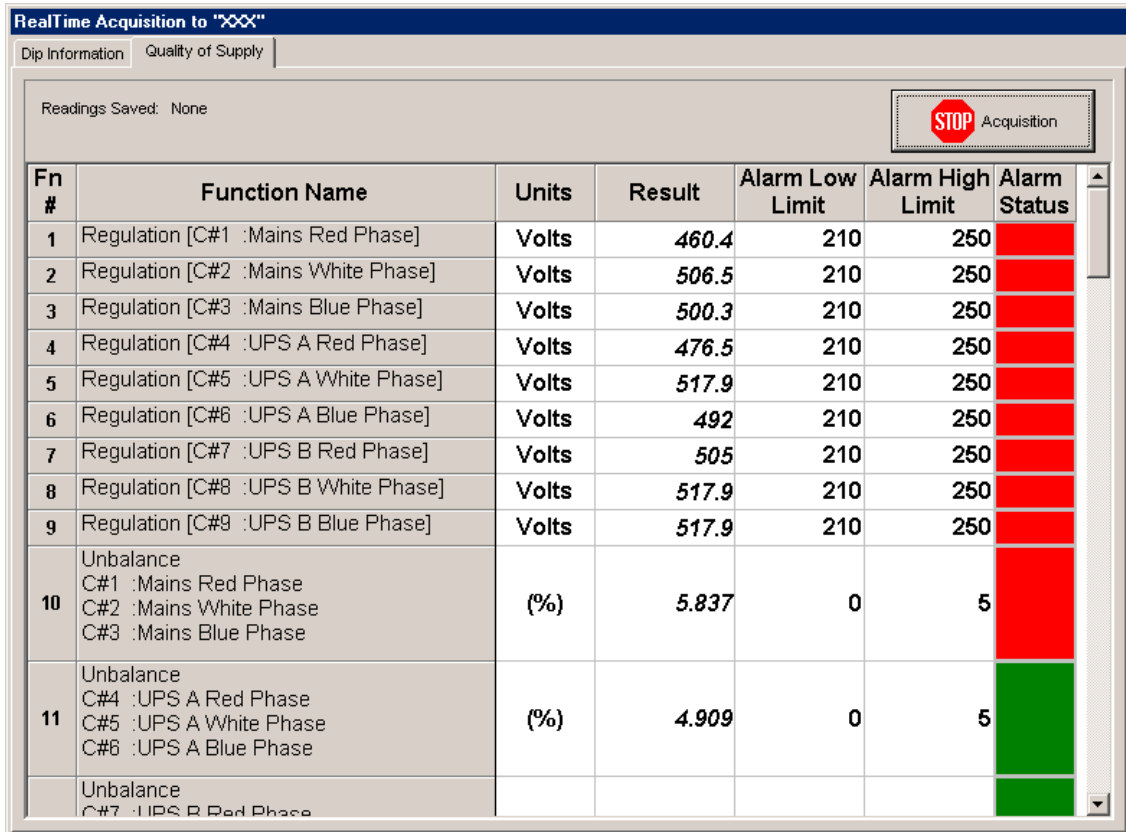 RealTime Acquisition to "XXX"
Dip Information Quality of Supply
Readings Saved: None
STOP Acquisition
Fn # Function Name Units Result Alarm Low Limit Alarm High Limit Alarm Status
1 Regulation [C#1 :Mains Red Phase] Volts 460.4 210 250
2 Regulation [C#2 :Mains White Phase] Volts 506.5 210 250
3 Regulation [C#3 :Mains Blue Phase] Volts 500.3 210 250
4 Regulation [C#4 :UPS A Red Phase] Volts 476.5 210 250
5 Regulation [C#5 :UPS A White Phase] Volts 517.9 210 250
6 Regulation [C#6 :UPS A Blue Phase] Volts 492 210 250
7 Regulation [C#7 :UPS B Red Phase] Volts 505 210 250
8 Regulation [C#8 :UPS B White Phase] Volts 517.9 210 250
9 Regulation [C#9 :UPS B Blue Phase] Volts 517.9 210 250
Unbalance
C#1 :Mains Red Phase
10 C#2 :Mains White Phase (%) 5.837 0 5
C#3 :Mains Blue Phase
Unbalance
C#4 :UPS A Red Phase
11 C#5 :UPS A White Phase (%) 4.909 0 5
C#6 :UPS A Blue Phase
Unbalance
C#7 :UPS B Red Phase